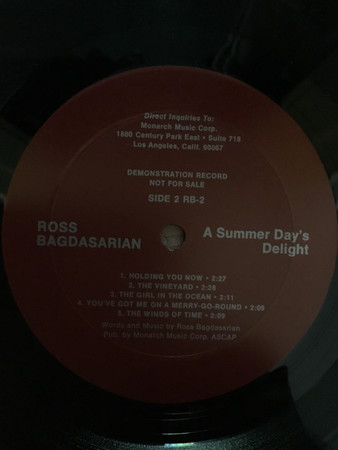 Direct Inquiries To:
Monarch Music Corp.
1880 Century Park East • Suite 718
Los Angeles, Calif. 90067
DEMONSTRATION RECORD
NOT FOR SALE
SIDE 2 RB-2
ROSS
BAGDASARIAN
A Summer Day's
Delight
1. HOLDING YOU NOW • 2:37
2. THE VINEYARD • 2:28
3. THE GIRL IN THE OCEAN • 2:11
4. YOU'VE GOT ME ON A MERRY-GO-ROUND • 2:06
5. THE WINDS OF TIME • 2:09
Words and Music by Ross Bagdasarian
Pub. by Monarch Music Corp. ASCAP